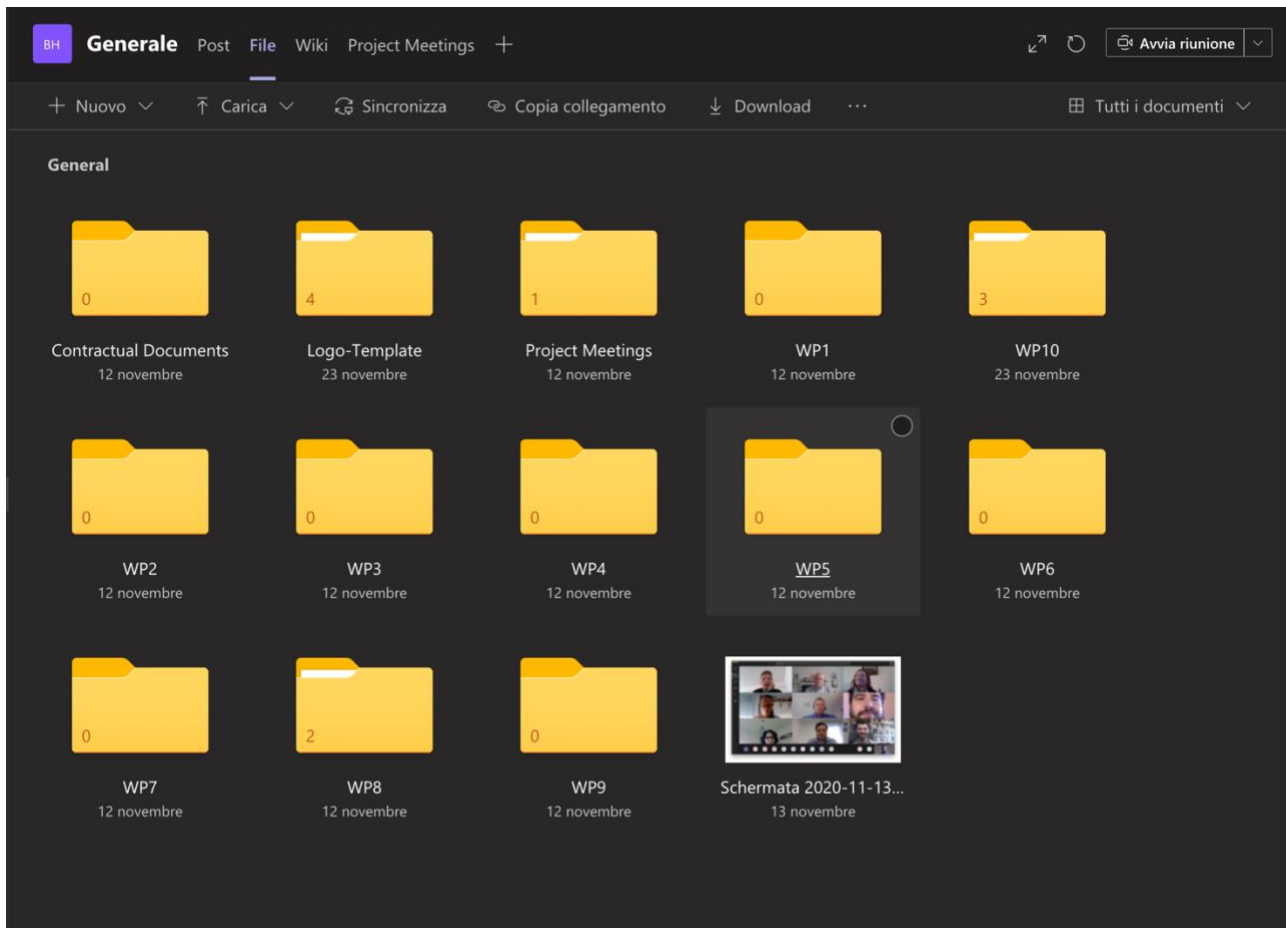 BH Generale Post File Wiki Project Meetings Avvia riunione
Nuovo Carica Sincronizza Copia collegamento Download ... Tutti i documenti
General
0 4 1 0 3
Contractual Documents Logo-Template Project Meetings WP1 WP10
12 novembre 23 novembre 12 novembre 12 novembre 23 novembre
0 0 0 0 0
WP2 WP3 WP4 WP5 WP6
12 novembre 12 novembre 12 novembre 12 novembre 12 novembre
0 2 0
WP7 WP8 WP9 Schermata 2020-11-13...
12 novembre 12 novembre 12 novembre 13 novembre